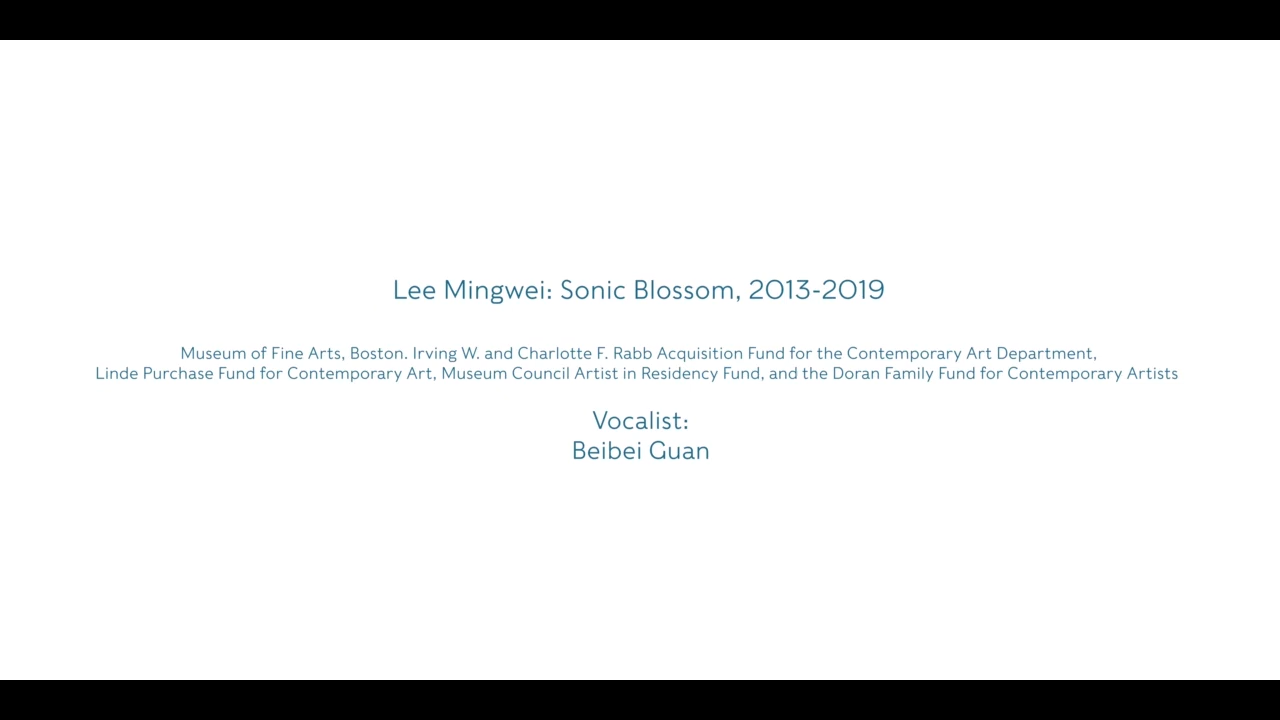 Lee Mingwei: Sonic Blossom, 2013-2019
Museum of Fine Arts, Boston. Irving W. and Charlotte F. Rabb Acquisition Fund for the Contemporary Art Department,
Linde Purchase Fund for Contemporary Art, Museum Council Artist in Residency Fund, and the Doran Family Fund for Contemporary Artists
Vocalist:
Beibei Guan